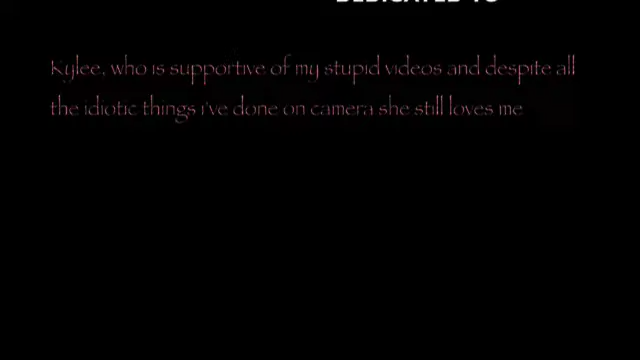 DEDICATED TO
Kylee, who is supportive of my stupid videos and despite all
the idiotic things i've done on camera she still loves me